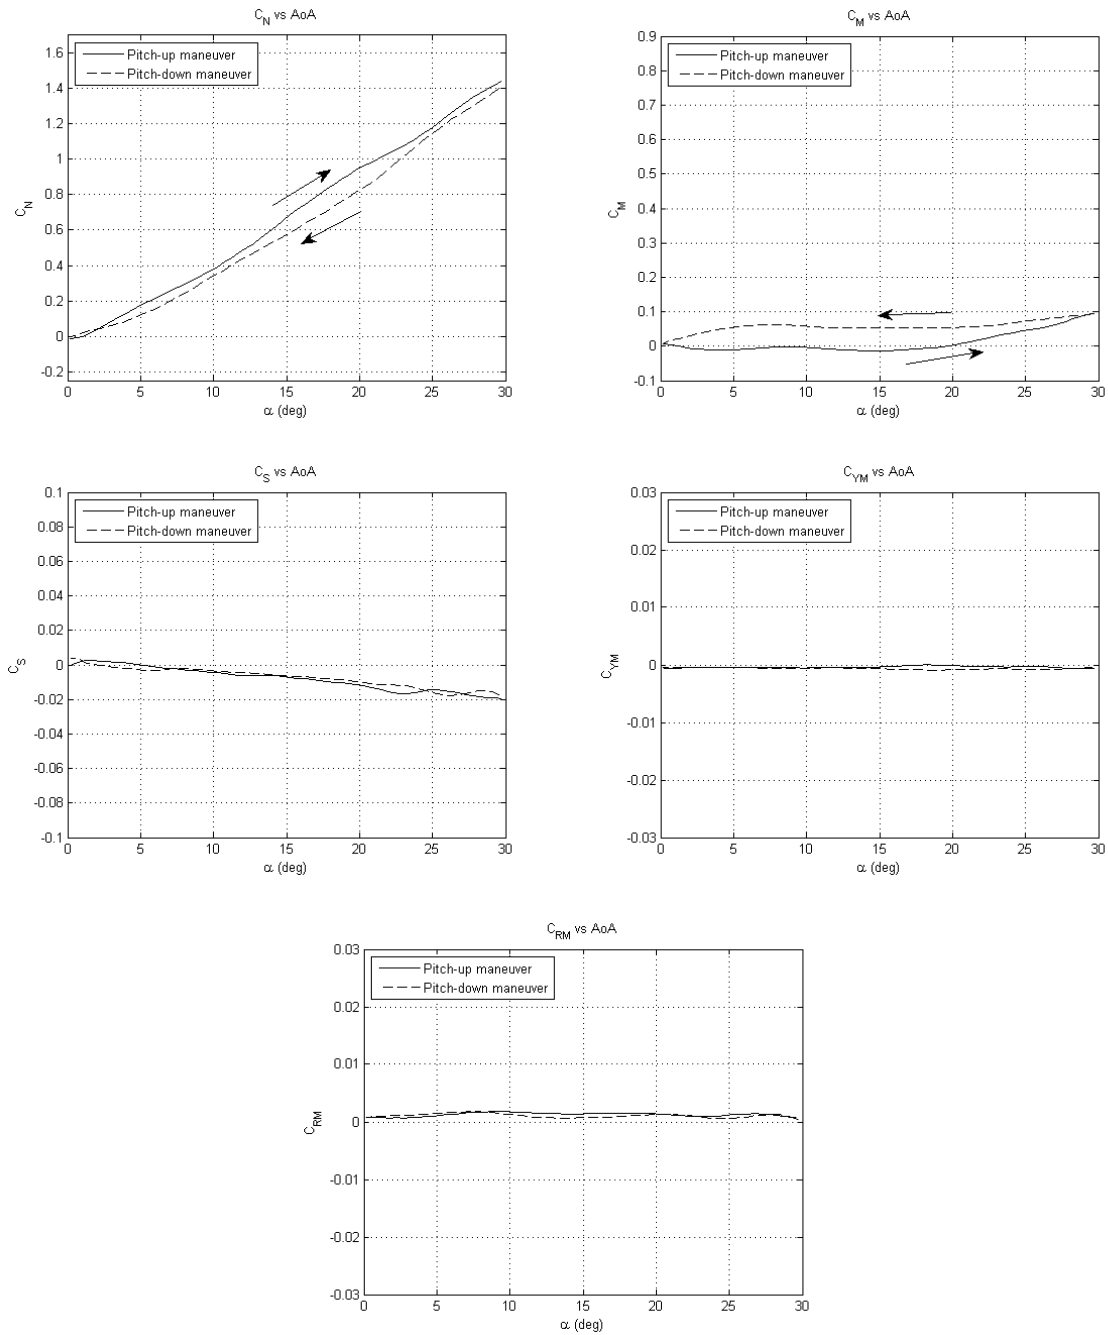 C_N vs AoA
Pitch-up maneuver
Pitch-down maneuver
1.6
1.4
1.2
1
0.8
0.6
0.4
0.2
0
-0.2
C_N
0 5 10 15 20 25 30
α (deg)
C_M vs AoA
Pitch-up maneuver
Pitch-down maneuver
0.9
0.8
0.7
0.6
0.5
0.4
0.3
0.2
0.1
0
-0.1
C_M
0 5 10 15 20 25 30
α (deg)
C_S vs AoA
Pitch-up maneuver
Pitch-down maneuver
0.1
0.08
0.06
0.04
0.02
0
-0.02
-0.04
-0.06
-0.08
-0.1
C_S
0 5 10 15 20 25 30
α (deg)
C_YM vs AoA
Pitch-up maneuver
Pitch-down maneuver
0.03
0.02
0.01
0
-0.01
-0.02
-0.03
C_YM
0 5 10 15 20 25 30
α (deg)
C_RM vs AoA
Pitch-up maneuver
Pitch-down maneuver
0.03
0.02
0.01
0
-0.01
-0.02
-0.03
C_RM
0 5 10 15 20 25 30
α (deg)